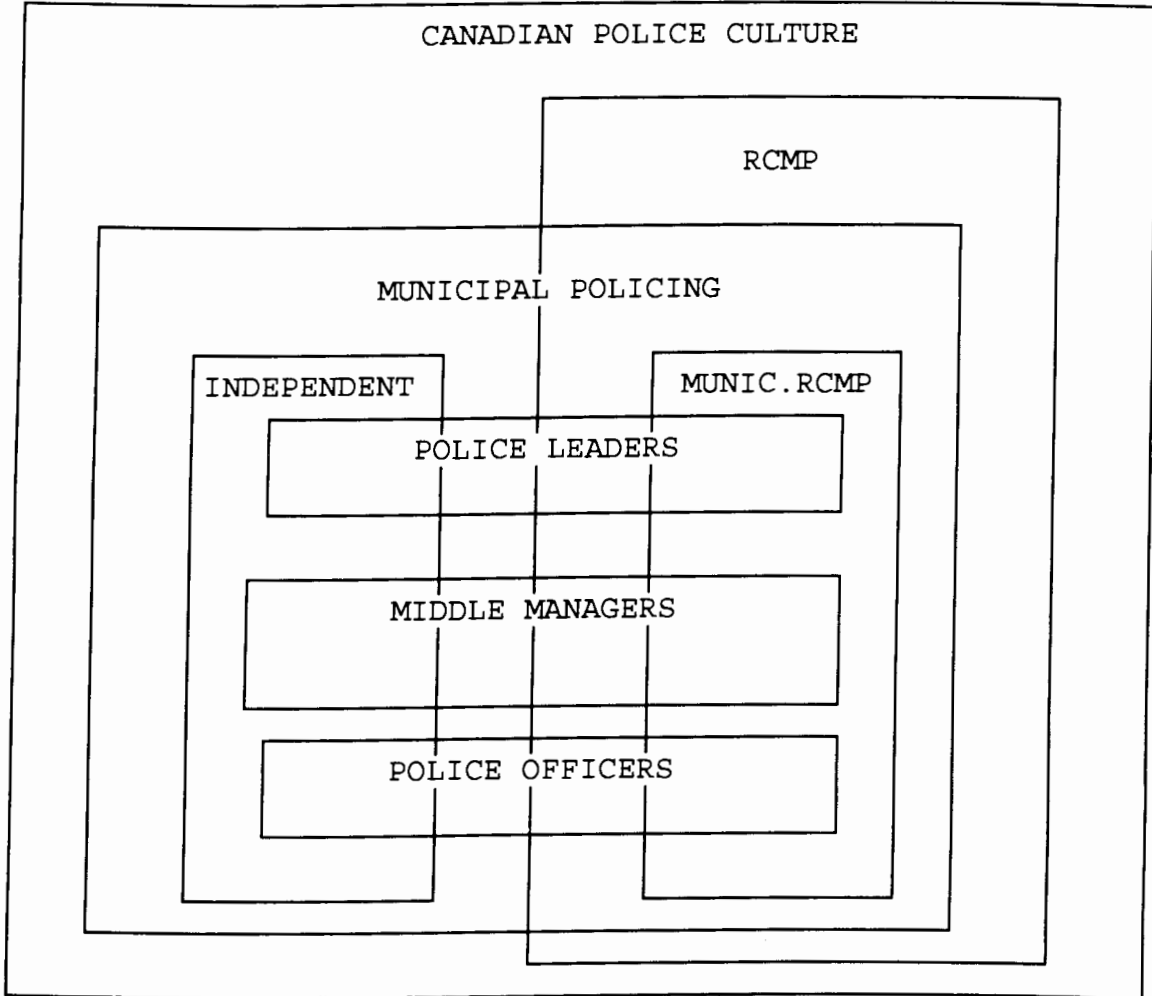 CANADIAN POLICE CULTURE
RCMP
MUNICIPAL POLICING
INDEPENDENT
MUNIC.RCMP
POLICE LEADERS
MIDDLE MANAGERS
POLICE OFFICERS